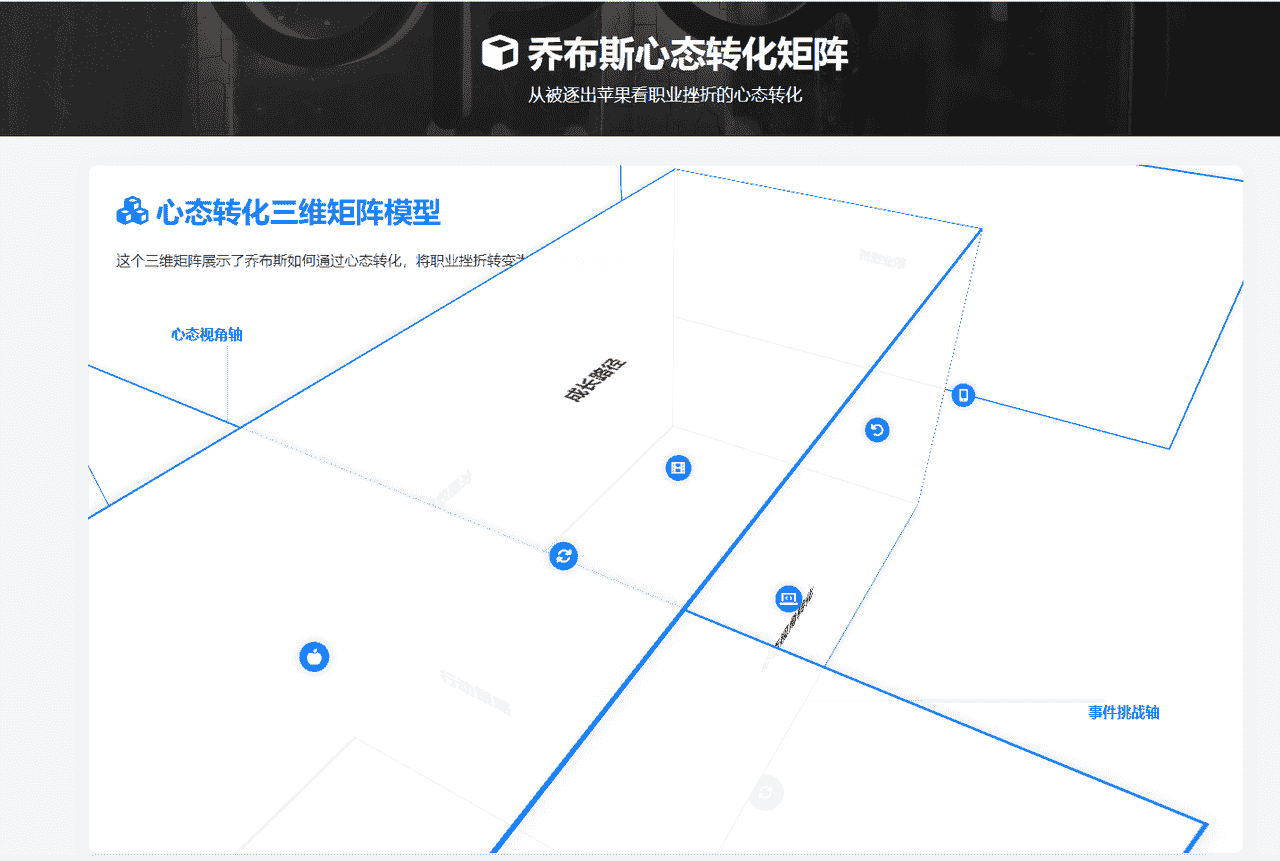 乔布斯心态转化矩阵
从被逐出苹果看职业挫折的心态转化
心态转化三维矩阵模型
这个三维矩阵展示了乔布斯如何通过心态转化，将职业挫折转变
心态视角轴
成长路径
事件挑战轴